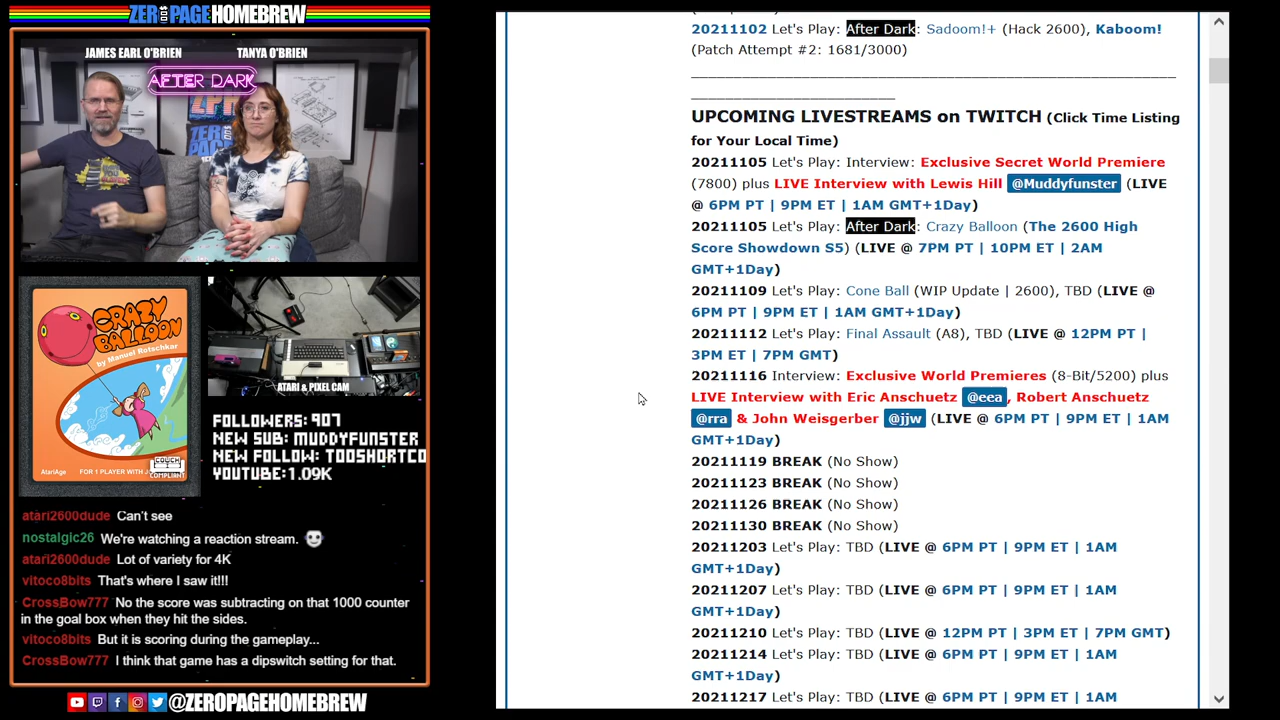 ZEROPAGEHOMEBREW
JAMES EARL O'BRIEN
TANYA O'BRIEN
AFTER DARK
ZPH
ZERO
PAGE
CRAZY
BALLOON
by Manuel Rotschkar
AtariAge
FOR 1 PLAYER WITH J
COUCH
COMPLIANT
ATARI & PIXEL CAM
FOLLOWERS: 907
NEW SUB: MUDDYFUNSTER
NEW FOLLOW: TOOSHORTCO
YOUTUBE: 1.09K
atari2600dude Can't see
nostalgic26 We're watching a reaction stream.
atari2600dude Lot of variety for 4K
vitoco8bits That's where I saw it!!!
CrossBow777 No the score was subtracting on that 1000 counter
in the goal box when they hit the sides.
vitoco8bits But it is scoring during the gameplay...
CrossBow777 I think that game has a dipswitch setting for that.
@ZEROPAGEHOMEBREW
20211102 Let's Play: After Dark: Sadoom!+ (Hack 2600), Kaboom!
(Patch Attempt #2: 1681/3000)
UPCOMING LIVESTREAMS on TWITCH (Click Time Listing
for Your Local Time)
20211105 Let's Play: Interview: Exclusive Secret World Premiere
(7800) plus LIVE Interview with Lewis Hill @Muddyfunster (LIVE
@ 6PM PT | 9PM ET | 1AM GMT+1Day)
20211105 Let's Play: After Dark: Crazy Balloon (The 2600 High
Score Showdown S5) (LIVE @ 7PM PT | 10PM ET | 2AM
GMT+1Day)
20211109 Let's Play: Cone Ball (WIP Update | 2600), TBD (LIVE @
6PM PT | 9PM ET | 1AM GMT+1Day)
20211112 Let's Play: Final Assault (A8), TBD (LIVE @ 12PM PT |
3PM ET | 7PM GMT)
20211116 Interview: Exclusive World Premieres (8-Bit/5200) plus
LIVE Interview with Eric Anschuetz @eea, Robert Anschuetz
@rra & John Weisgerber @jjw (LIVE @ 6PM PT | 9PM ET | 1AM
GMT+1Day)
20211119 BREAK (No Show)
20211123 BREAK (No Show)
20211126 BREAK (No Show)
20211130 BREAK (No Show)
20211203 Let's Play: TBD (LIVE @ 6PM PT | 9PM ET | 1AM
GMT+1Day)
20211207 Let's Play: TBD (LIVE @ 6PM PT | 9PM ET | 1AM
GMT+1Day)
20211210 Let's Play: TBD (LIVE @ 12PM PT | 3PM ET | 7PM GMT)
20211214 Let's Play: TBD (LIVE @ 6PM PT | 9PM ET | 1AM
GMT+1Day)
20211217 Let's Play: TBD (LIVE @ 6PM PT | 9PM ET | 1AM